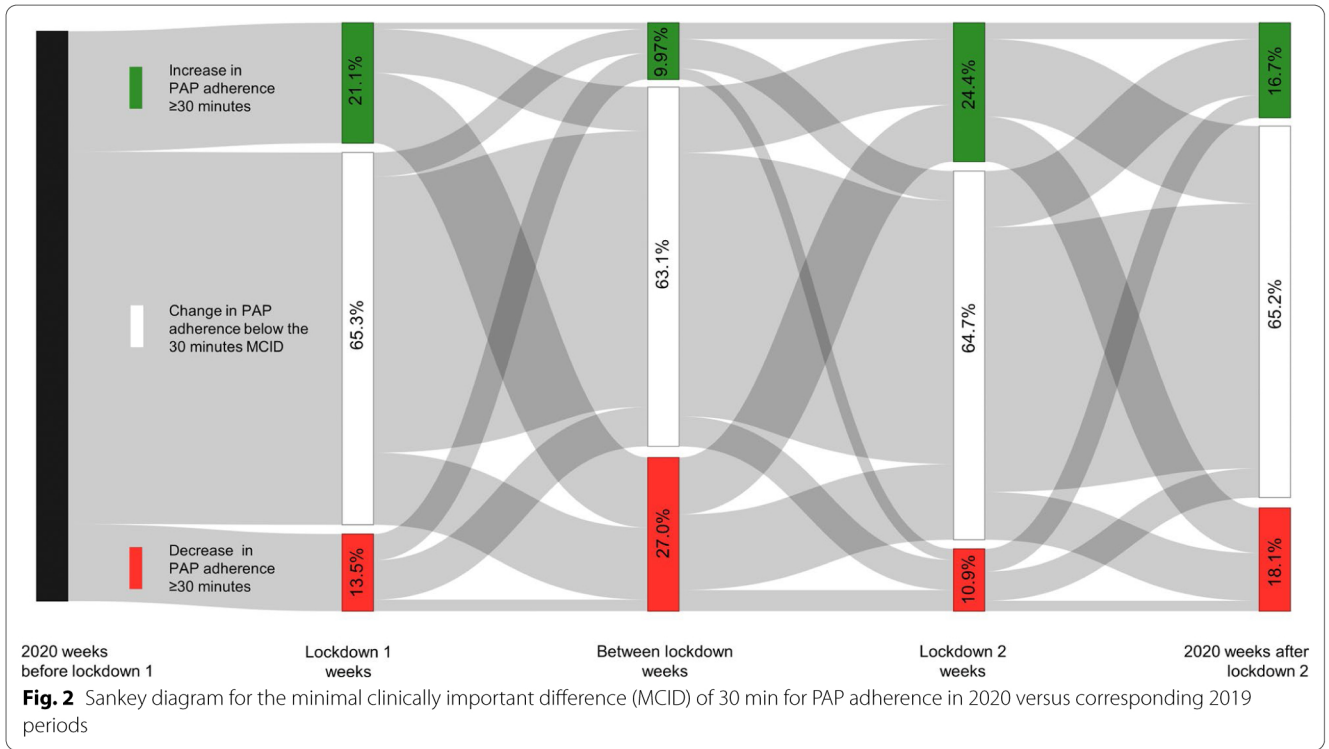 Increase in
PAP adherence
≥30 minutes
Change in PAP
adherence below the
30 minutes MCID
Decrease in
PAP adherence
≥30 minutes
21.1%
65.3%
13.5%
9.97%
63.1%
27.0%
24.4%
64.7%
10.9%
16.7%
65.2%
18.1%
2020 weeks
before lockdown 1
Lockdown 1
weeks
Between lockdown
weeks
Lockdown 2
weeks
2020 weeks after
lockdown 2
Fig. 2 Sankey diagram for the minimal clinically important difference (MCID) of 30 min for PAP adherence in 2020 versus corresponding 2019
periods